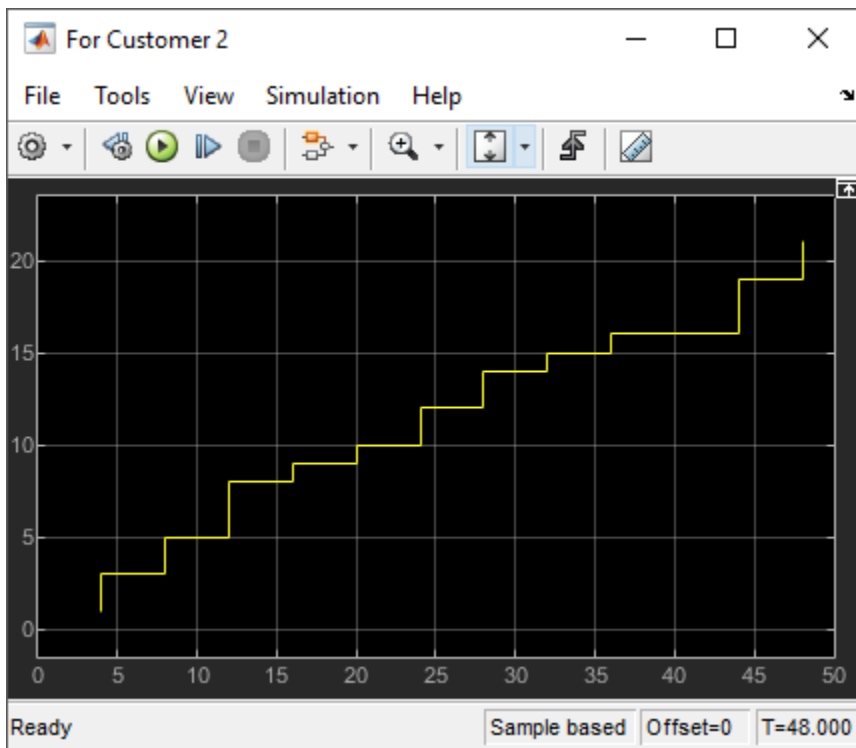 For Customer 2
File Tools View Simulation Help
20
15
10
5
0
0 5 10 15 20 25 30 35 40 45 50
Ready Sample based Offset=0 T=48.000